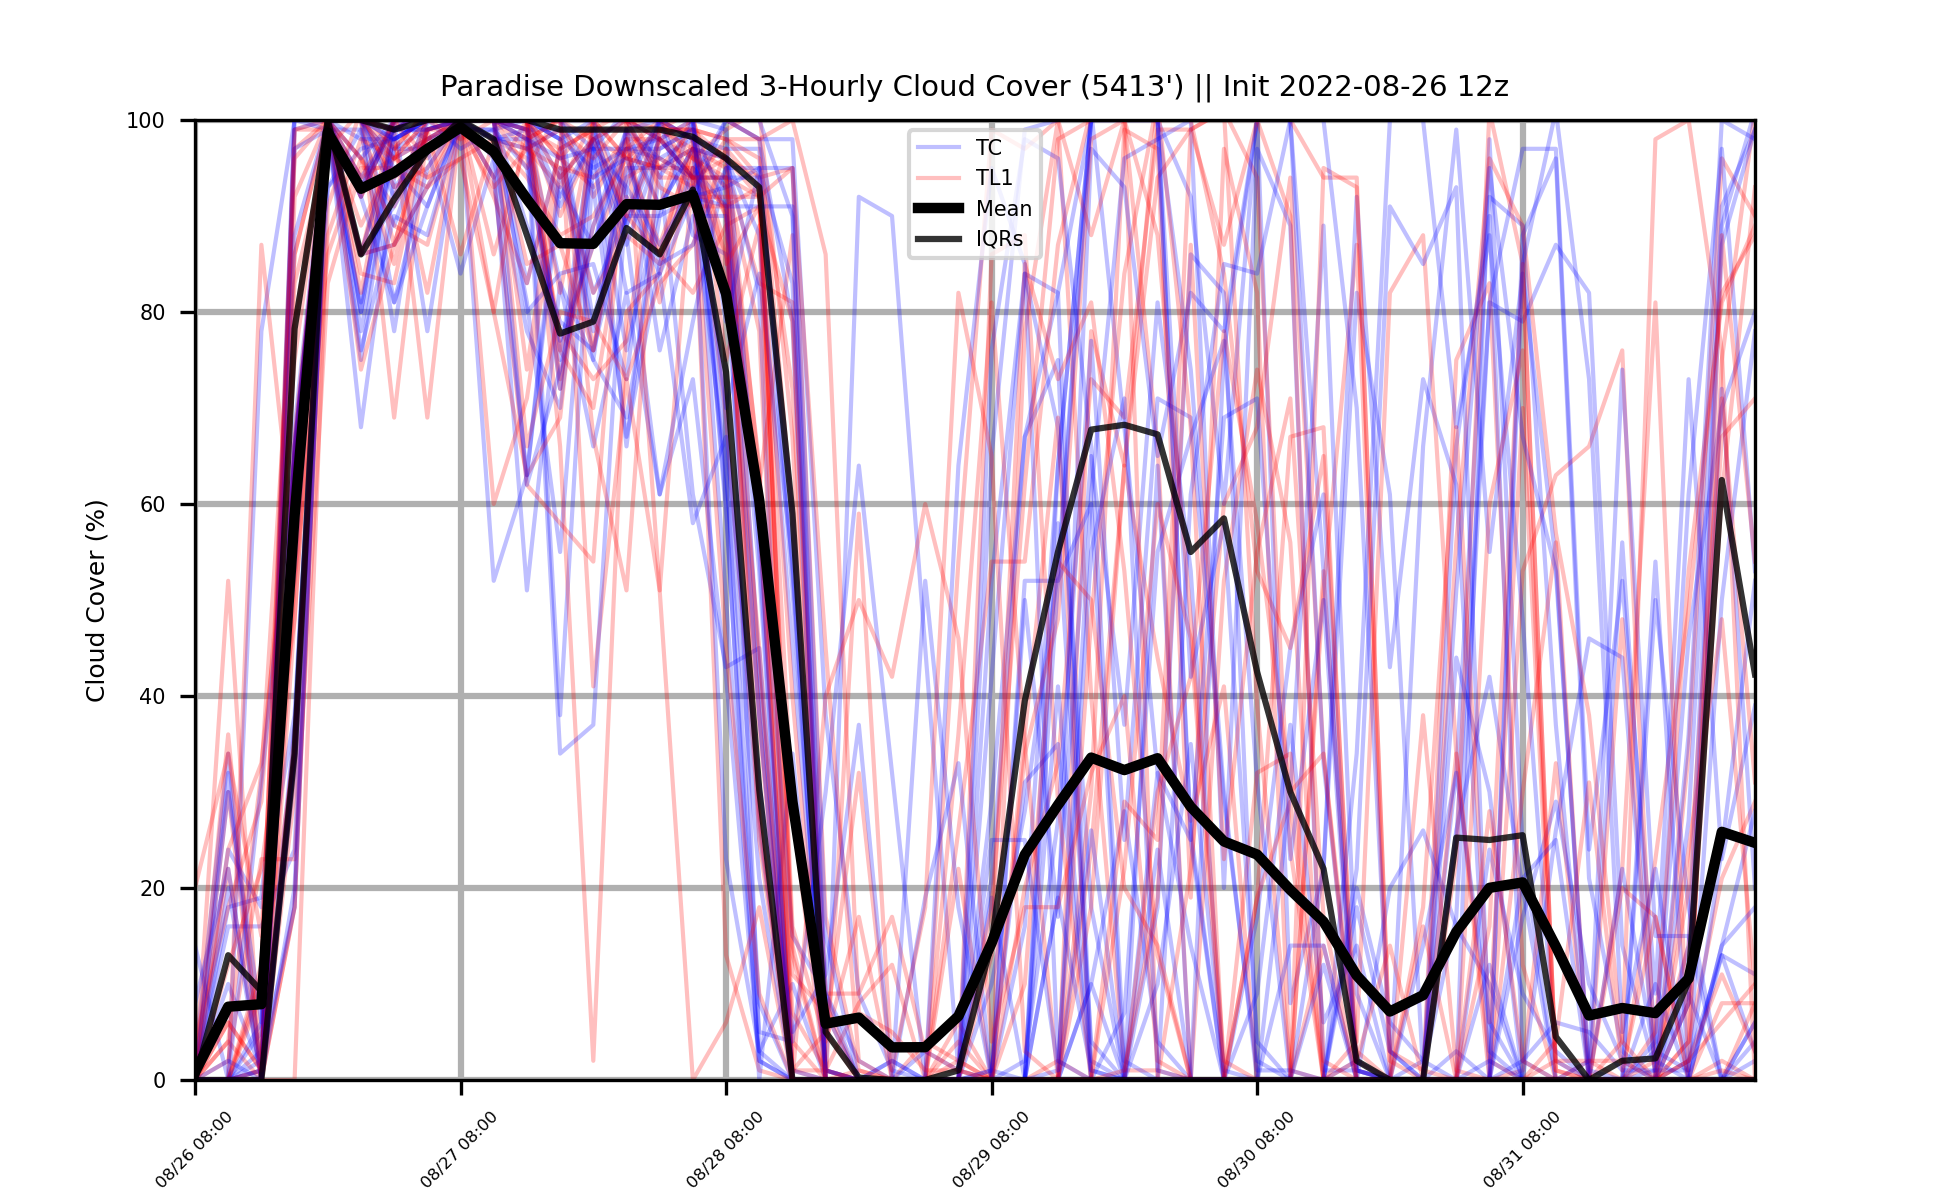 Paradise Downscaled 3-Hourly Cloud Cover (5413') || Init 2022-08-26 12z
Cloud Cover (%)
100
80
60
40
20
0
TC
TL1
Mean
IQRs
08/26 08:00
08/27 08:00
08/28 08:00
08/29 08:00
08/30 08:00
08/31 08:00